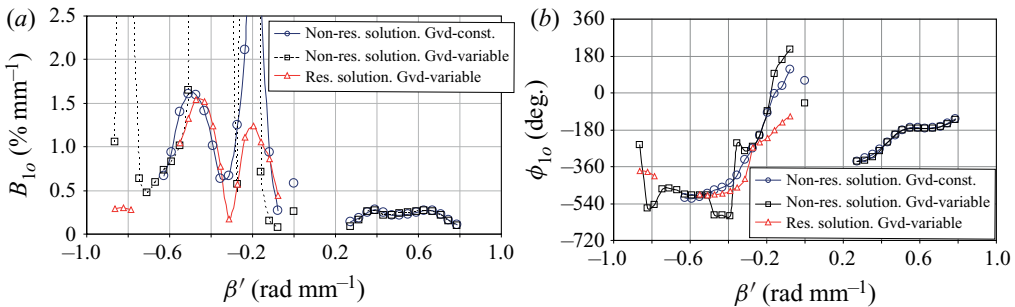 (a)
2.5
2.0
1.5
1.0
0.5
0
B1o (% mm−1)
Non-res. solution. Gvd-const.
Non-res. solution. Gvd-variable
Res. solution. Gvd-variable
−1.0 −0.6 −0.2 0.2 0.6 1.0
β′ (rad mm−1)
(b)
360
180
0
−180
−360
−540
−720
ϕ1o (deg.)
Non-res. solution. Gvd-const.
Non-res. solution. Gvd-variable
Res. solution. Gvd-variable
−1.0 −0.6 −0.2 0.2 0.6 1.0
β′ (rad mm−1)